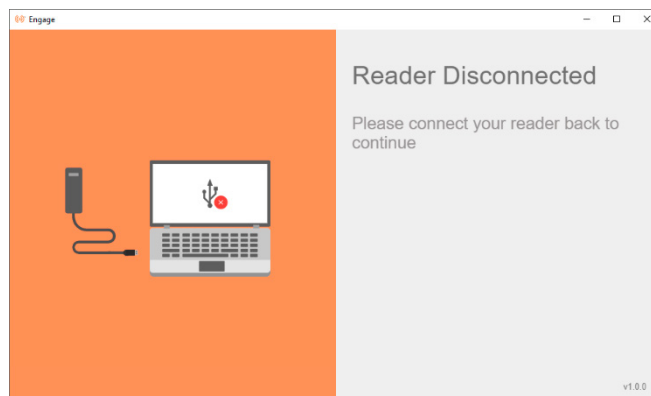 Engage
Reader Disconnected
Please connect your reader back to
continue
v1.0.0